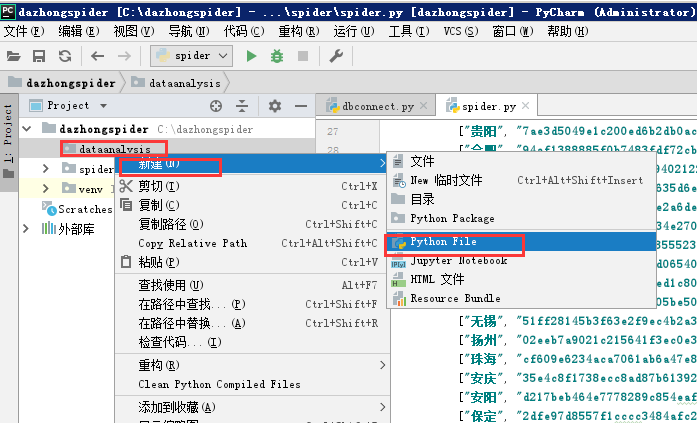 dazhongspider [C:\dazhongspider] - ...\spider\spider.py [dazhongspider] - PyCharm (Administrator)
文件(F) 编辑(E) 视图(V) 导航(N) 代码(C) 重构(R) 运行(U) 工具(T) VCS(S) 窗口(W) 帮助(H)
spider
dazhongspider dataanalysis
1: Project
Project
dbconnect.py
spider.py
dazhongspider C:\dazhongspider
dataanalysis
spider
venv
Scratches
外部库
27
28
["贵阳", "7ae3d5049e1c200ed6b2db0ac
["无锡", "51ff28145b3f63e2f9ec4b2a3
["扬州", "02eeb7a9021c215641f3ec0e3
["珠海", "cf609e6234aca7061ab6a47e8
["安庆", "35e4c8f1738ecc8ad87b61392
["安阳", "d217beb464e7778289c854eaf
["保定", "2dfe97d8557f1cccc3484afc2
新建(N)
剪切(T) Ctrl+X
复制(C) Ctrl+C
复制路径(O) Ctrl+Shift+C
Copy Relative Path Ctrl+Alt+Shift+C
粘贴(P) Ctrl+V
查找使用(U) Alt+F7
在路径中查找...(P) Ctrl+Shift+F
在路径中替换...(A) Ctrl+Shift+R
检查代码...(I)
重构(R)
Clean Python Compiled Files
添加到收藏(A)
文件
New 临时文件 Ctrl+Alt+Shift+Insert
目录
Python Package
Python File
Jupyter Notebook
HTML 文件
Resource Bundle